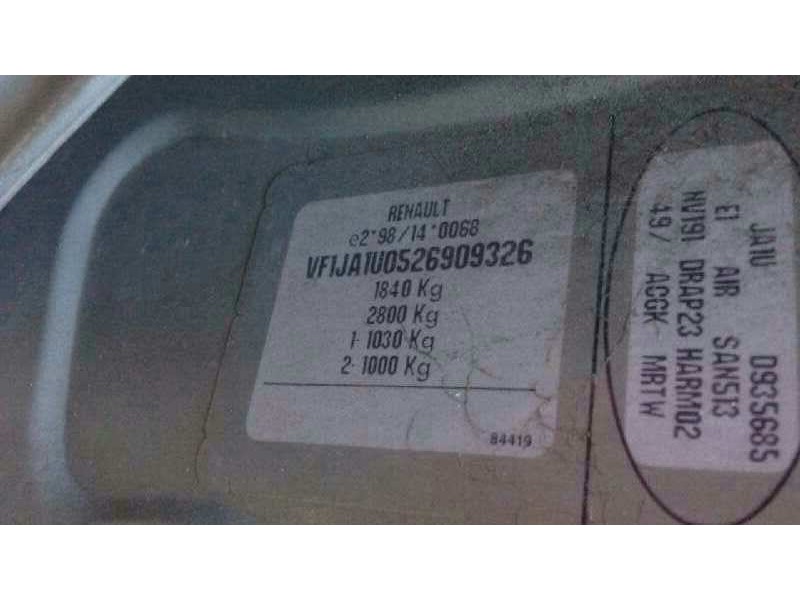 RENAULT
e2*98/14*0068
VF1JA1U0526909326
1840 Kg
2800 Kg
1- 1030 Kg
2- 1000 Kg
84419
JA1U D935685
E1 AIR SAN513
NV191 DRAP23 HARM02
49/ ACGK MRTW